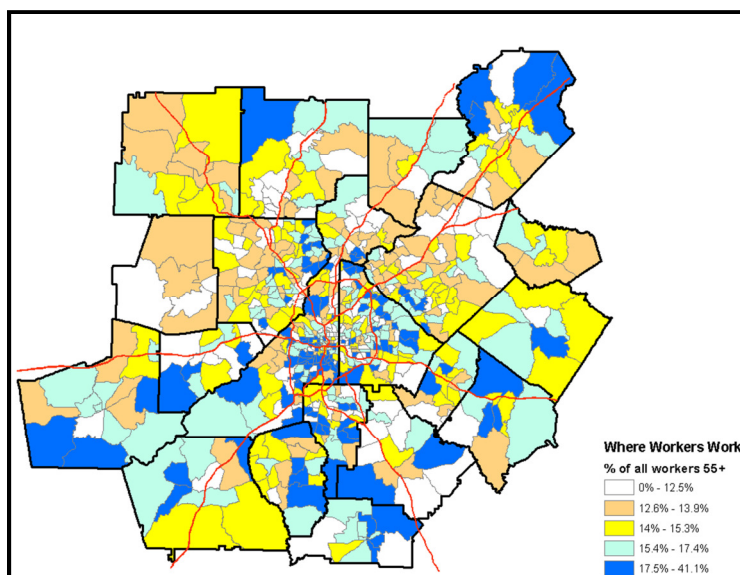 Where Workers Work
% of all workers 55+
0% - 12.5%
12.6% - 13.9%
14% - 15.3%
15.4% - 17.4%
17.5% - 41.1%